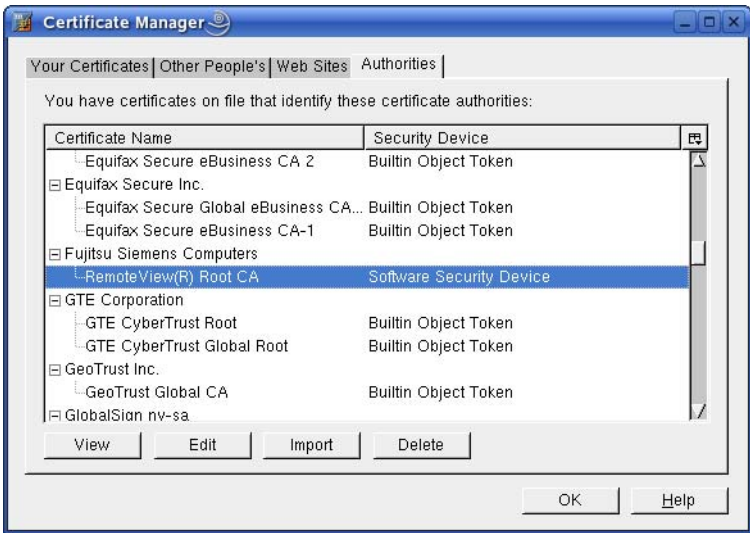 Certificate Manager
Your Certificates Other People's Web Sites Authorities
You have certificates on file that identify these certificate authorities:
Certificate Name Security Device
Equifax Secure eBusiness CA 2 Builtin Object Token
Equifax Secure Inc.
Equifax Secure Global eBusiness CA... Builtin Object Token
Equifax Secure eBusiness CA-1 Builtin Object Token
Fujitsu Siemens Computers
RemoteView(R) Root CA Software Security Device
GTE Corporation
GTE CyberTrust Root Builtin Object Token
GTE CyberTrust Global Root Builtin Object Token
GeoTrust Inc.
GeoTrust Global CA Builtin Object Token
GlobalSign nv-sa
View Edit Import Delete
OK Help